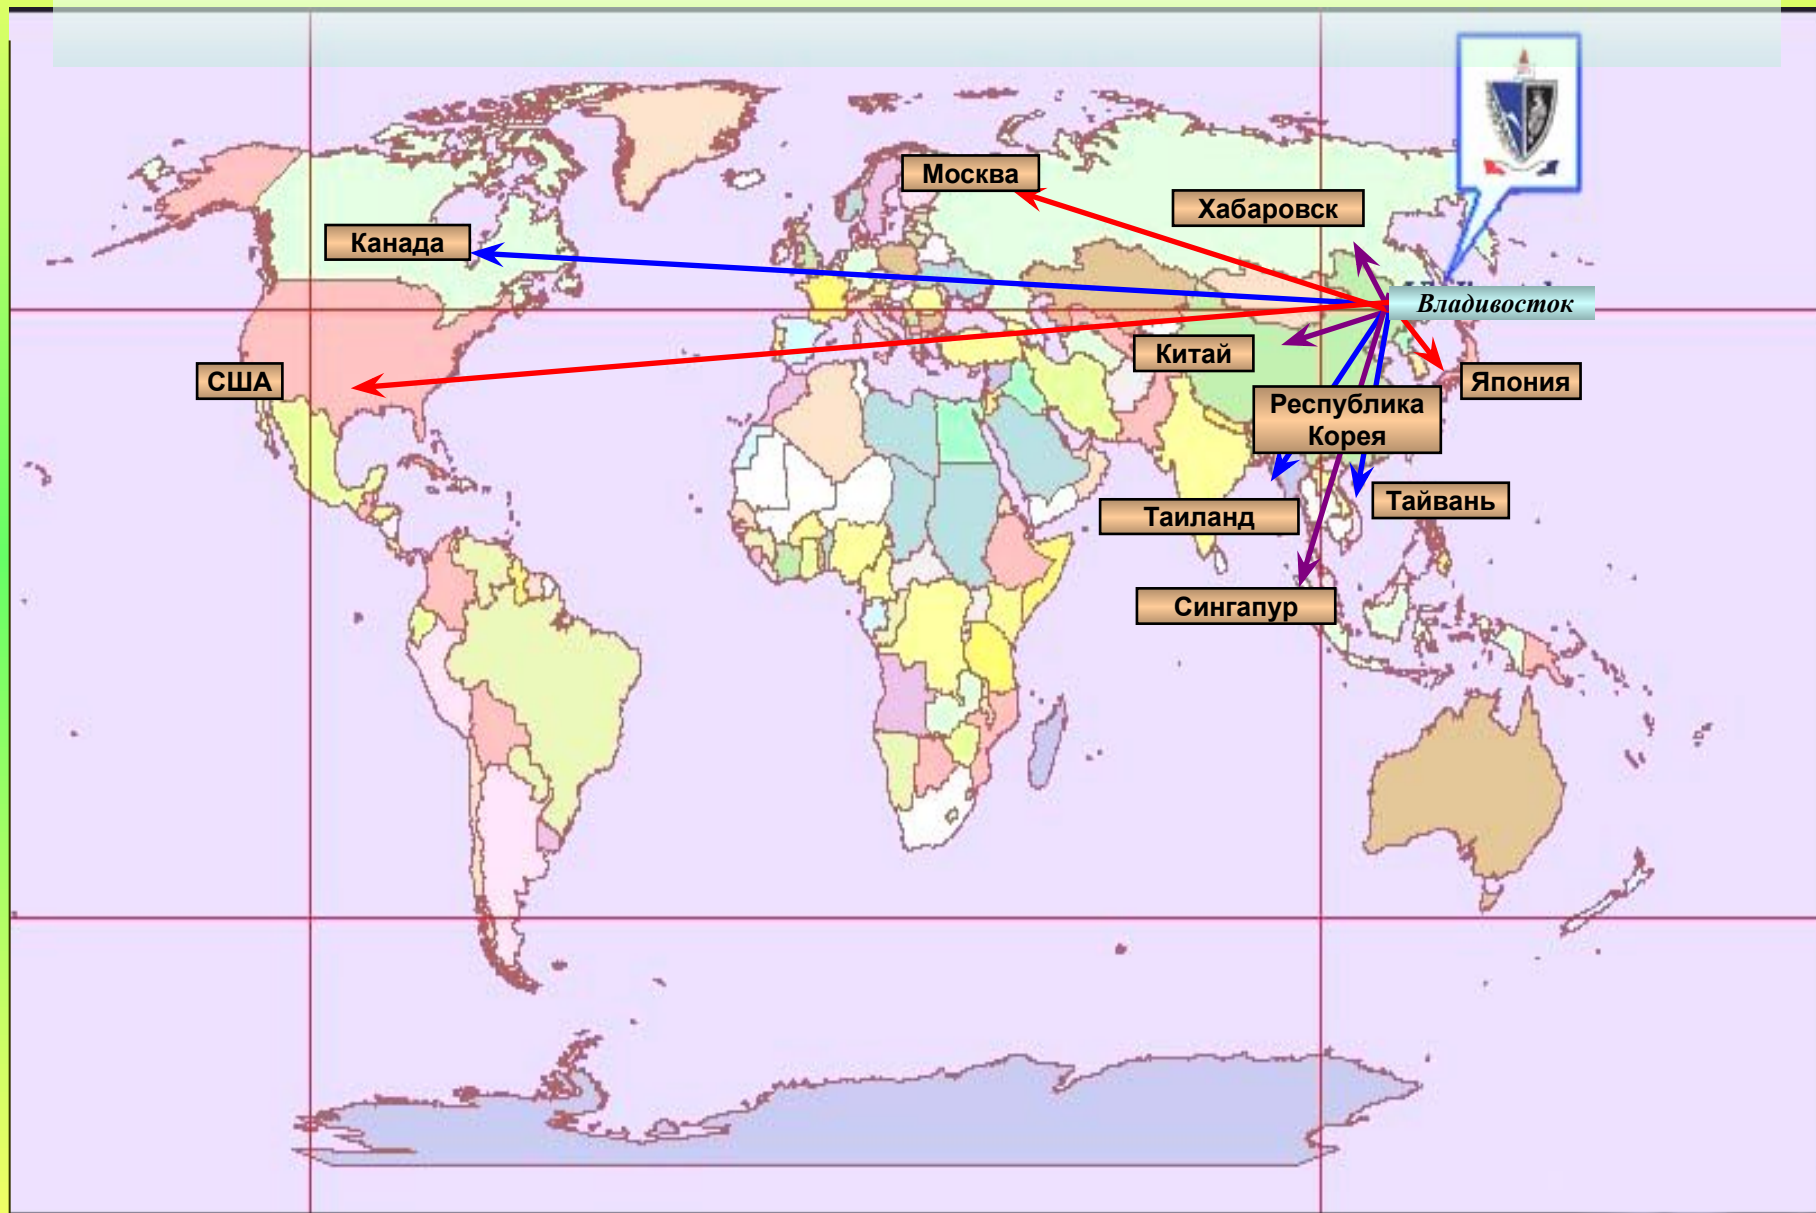 Москва
Хабаровск
Канада
Владивосток
Китай
США
Япония
Республика
Корея
Тайвань
Таиланд
Сингапур